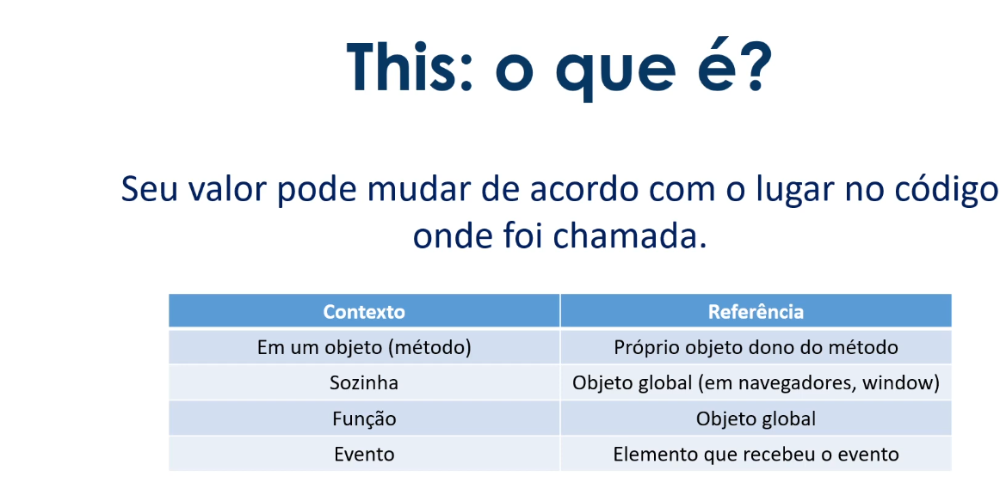 This: o que é?
Seu valor pode mudar de acordo com o lugar no código
onde foi chamada.
Contexto Referência
Em um objeto (método) Próprio objeto dono do método
Sozinha Objeto global (em navegadores, window)
Função Objeto global
Evento Elemento que recebeu o evento